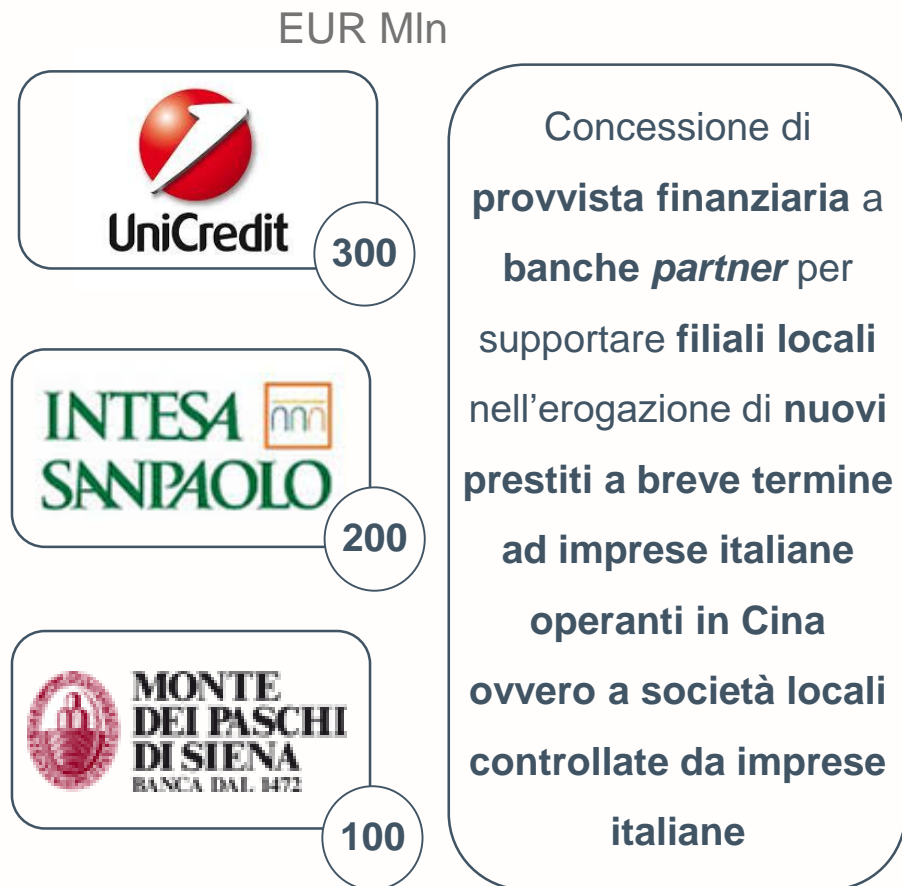 EUR Mln
UniCredit
300
INTESA
SANPAOLO
200
MONTE
DEI PASCHI
DI SIENA
BANCA DAL 1472
100
Concessione di
provvista finanziaria a
banche partner per
supportare filiali locali
nell’erogazione di nuovi
prestiti a breve termine
ad imprese italiane
operanti in Cina
ovvero a società locali
controllate da imprese
italiane